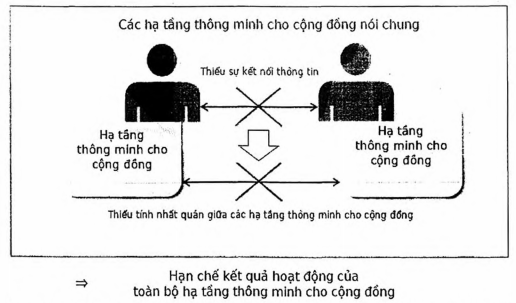 Các hạ tầng thông minh cho cộng đồng nói chung
Thiếu sự kết nối thông tin
Hạ tầng
thông minh cho
cộng đồng
Hạ tầng
thông minh cho
cộng đồng
Thiếu tính nhất quán giữa các hạ tầng thông minh cho cộng đồng
⇒ Hạn chế kết quả hoạt động của
toàn bộ hạ tầng thông minh cho cộng đồng